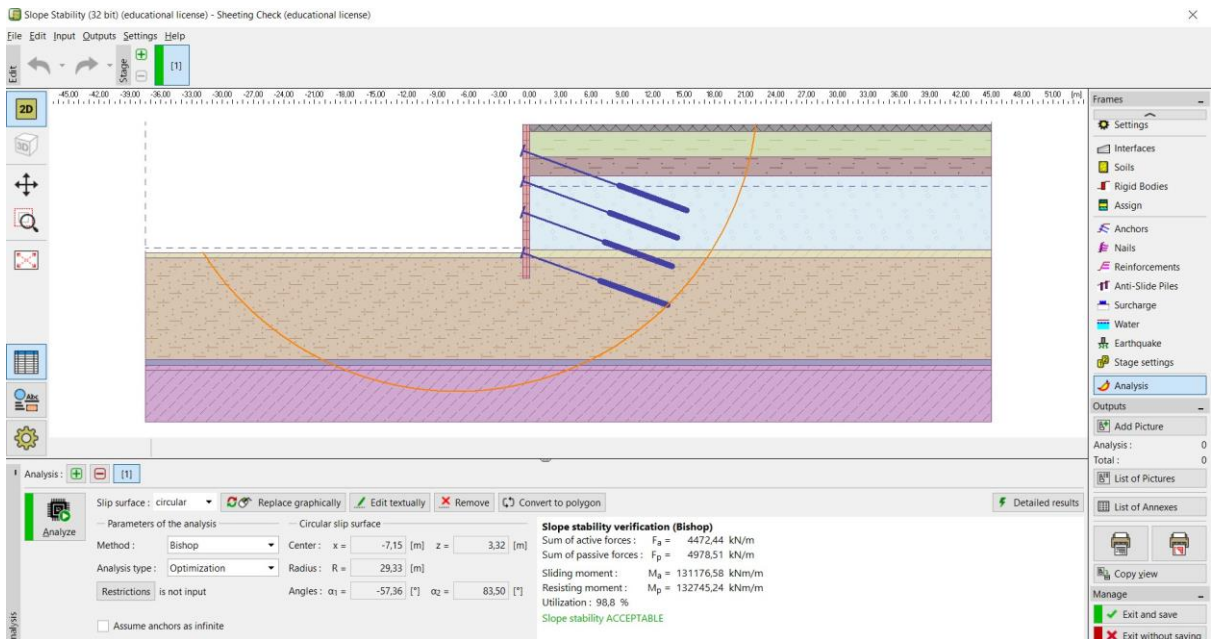 Slope Stability (32 bit) (educational license) - Sheeting Check (educational license)
File Edit Input Outputs Settings Help
Edit
Stage
[1]
-45,00 -42,00 -39,00 -36,00 -33,00 -30,00 -27,00 -24,00 -21,00 -18,00 -15,00 -12,00 -9,00 -6,00 -3,00 0,00 3,00 6,00 9,00 12,00 15,00 18,00 21,00 24,00 27,00 30,00 33,00 36,00 39,00 42,00 45,00 48,00 51,00 [m]
2D
3D
Abc
Frames
Settings
Interfaces
Soils
Rigid Bodies
Assign
Anchors
Nails
Reinforcements
Anti-Slide Piles
Surcharge
Water
Earthquake
Stage settings
Analysis
Outputs
Add Picture
Analysis : 0
Total : 0
List of Pictures
List of Annexes
Copy view
Manage
Exit and save
Exit without saving
Analysis : [1]
Analyze
Slip surface : circular Replace graphically Edit textually Remove Convert to polygon Detailed results
Parameters of the analysis
Method : Bishop
Analysis type : Optimization
Restrictions is not input
Assume anchors as infinite
Circular slip surface
Center : x = -7,15 [m] z = 3,32 [m]
Radius : R = 29,33 [m]
Angles : α1 = -57,36 [°] α2 = 83,50 [°]
Slope stability verification (Bishop)
Sum of active forces : Fa = 4472,44 kN/m
Sum of passive forces : Fp = 4978,51 kN/m
Sliding moment : Ma = 131176,58 kNm/m
Resisting moment : Mp = 132745,24 kNm/m
Utilization : 98,8 %
Slope stability ACCEPTABLE